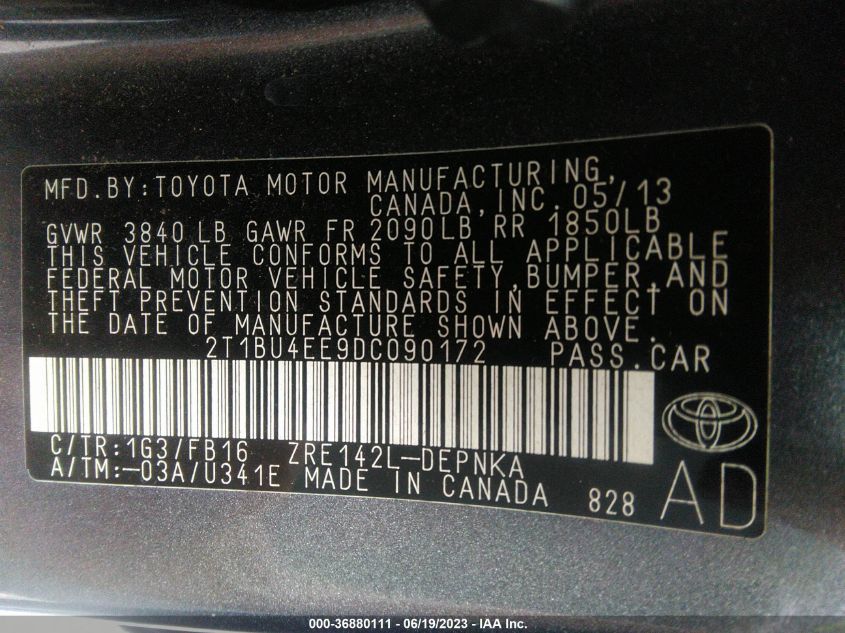 MFD.BY:TOYOTA MOTOR MANUFACTURING,
CANADA,INC. 05/13
GVWR 3840 LB GAWR FR 2090LB RR 1850LB
THIS VEHICLE CONFORMS TO ALL APPLICABLE
FEDERAL MOTOR VEHICLE SAFETY,BUMPER,AND
THEFT PREVENTION STANDARDS IN EFFECT ON
THE DATE OF MANUFACTURE SHOWN ABOVE.
2T1BU4EE9DC090172 PASS.CAR
C/TR:1G3/FB16 ZRE142L-DEPNKA
A/TM:-03A/U341E MADE IN CANADA 828
AD
000-36880111 - 06/19/2023 - IAA Inc.